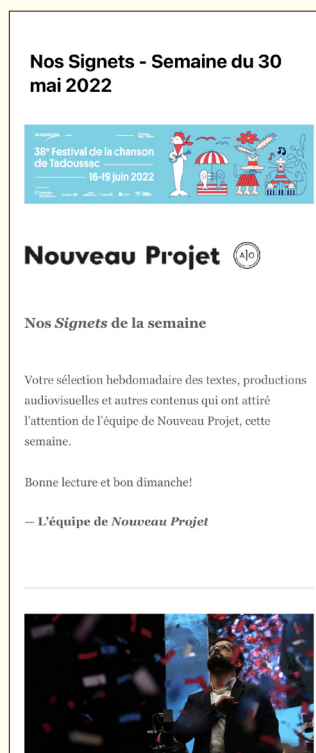 Nos Signets - Semaine du 30
mai 2022
38e Festival de la chanson
de Tadoussac
16-19 juin 2022
Nouveau Projet
A|O
Nos Signets de la semaine
Votre sélection hebdomadaire des textes, productions
audiovisuelles et autres contenus qui ont attiré
l’attention de l’équipe de Nouveau Projet, cette
semaine.
Bonne lecture et bon dimanche!
— L’équipe de Nouveau Projet